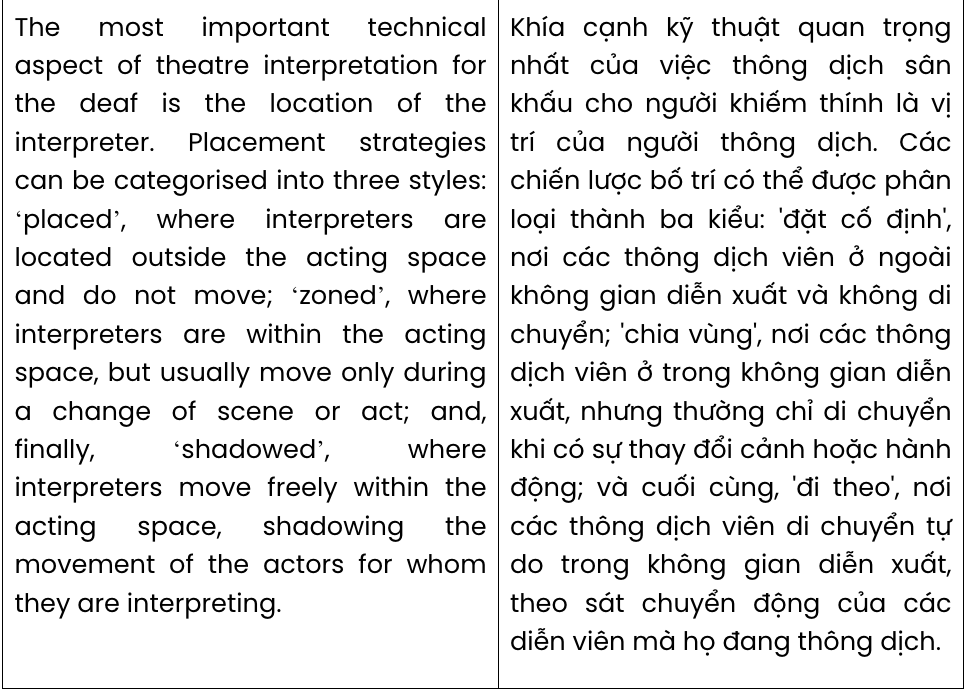 The most important technical
aspect of theatre interpretation for
the deaf is the location of the
interpreter. Placement strategies
can be categorised into three styles:
‘placed’, where interpreters are
located outside the acting space
and do not move; ‘zoned’, where
interpreters are within the acting
space, but usually move only during
a change of scene or act; and,
finally, ‘shadowed’, where
interpreters move freely within the
acting space, shadowing the
movement of the actors for whom
they are interpreting.
Khía cạnh kỹ thuật quan trọng
nhất của việc thông dịch sân
khấu cho người khiếm thính là vị
trí của người thông dịch. Các
chiến lược bố trí có thể được phân
loại thành ba kiểu: 'đặt cố định',
nơi các thông dịch viên ở ngoài
không gian diễn xuất và không di
chuyển; 'chia vùng', nơi các thông
dịch viên ở trong không gian diễn
xuất, nhưng thường chỉ di chuyển
khi có sự thay đổi cảnh hoặc hành
động; và cuối cùng, 'đi theo', nơi
các thông dịch viên di chuyển tự
do trong không gian diễn xuất,
theo sát chuyển động của các
diễn viên mà họ đang thông dịch.